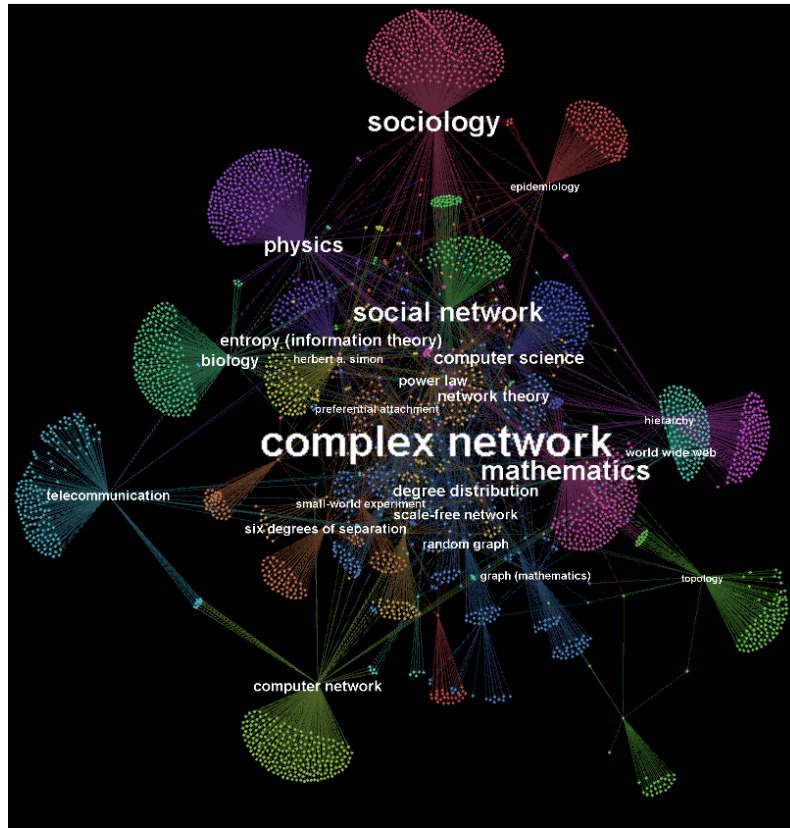 sociology
epidemiology
physics
social network
entropy (information theory)
biology
herbert a. simon
computer science
power law
network theory
preferential attachment
hierarchy
complex network
world wide web
mathematics
degree distribution
telecommunication
small-world experiment
scale-free network
six degrees of separation
random graph
graph (mathematics)
topology
computer network